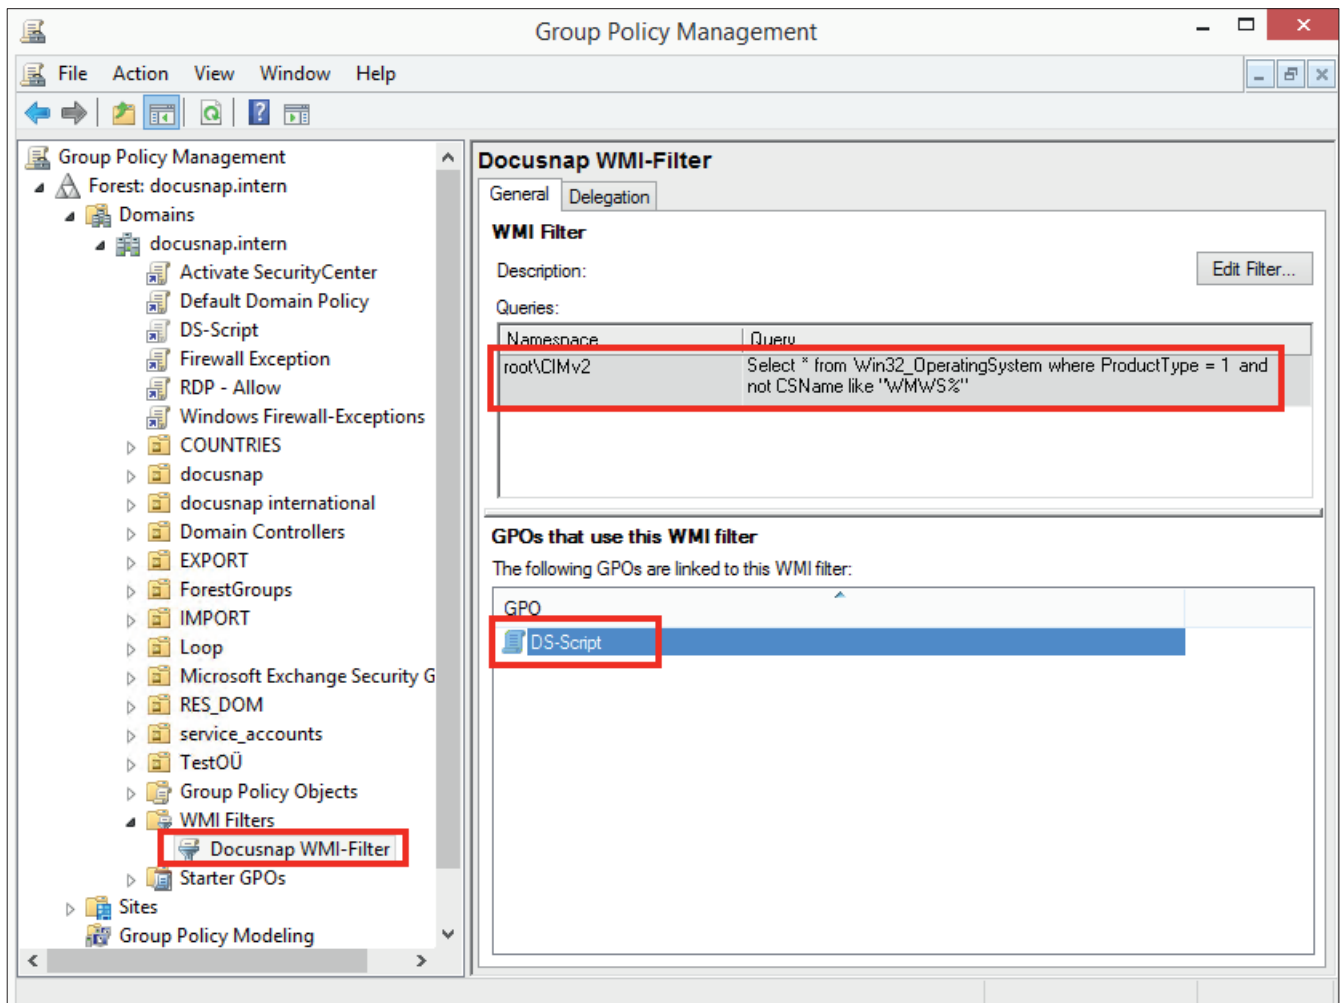 Group Policy Management
File Action View Window Help
Group Policy Management
Forest: docusnap.intern
Domains
docusnap.intern
Activate SecurityCenter
Default Domain Policy
DS-Script
Firewall Exception
RDP - Allow
Windows Firewall-Exceptions
COUNTRIES
docusnap
docusnap international
Domain Controllers
EXPORT
ForestGroups
IMPORT
Loop
Microsoft Exchange Security G
RES_DOM
service_accounts
TestOÜ
Group Policy Objects
WMI Filters
Docusnap WMI-Filter
Starter GPOs
Sites
Group Policy Modeling
Docusnap WMI-Filter
General Delegation
WMI Filter
Description:
Edit Filter...
Queries:
Namespace Query
root\CIMv2 Select * from Win32_OperatingSystem where ProductType = 1 and
not CSName like "WMWS%"
GPOs that use this WMI filter
The following GPOs are linked to this WMI filter:
GPO
DS-Script